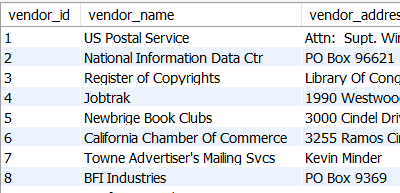 vendor_id vendor_name vendor_addres
1 US Postal Service Attn: Supt. Win
2 National Information Data Ctr PO Box 96621
3 Register of Copyrights Library Of Cong
4 Jobtrak 1990 Westwoo
5 Newbrige Book Clubs 3000 Cindel Driv
6 California Chamber Of Commerce 3255 Ramos Cir
7 Towne Advertiser's Mailing Svcs Kevin Minder
8 BFI Industries PO Box 9369